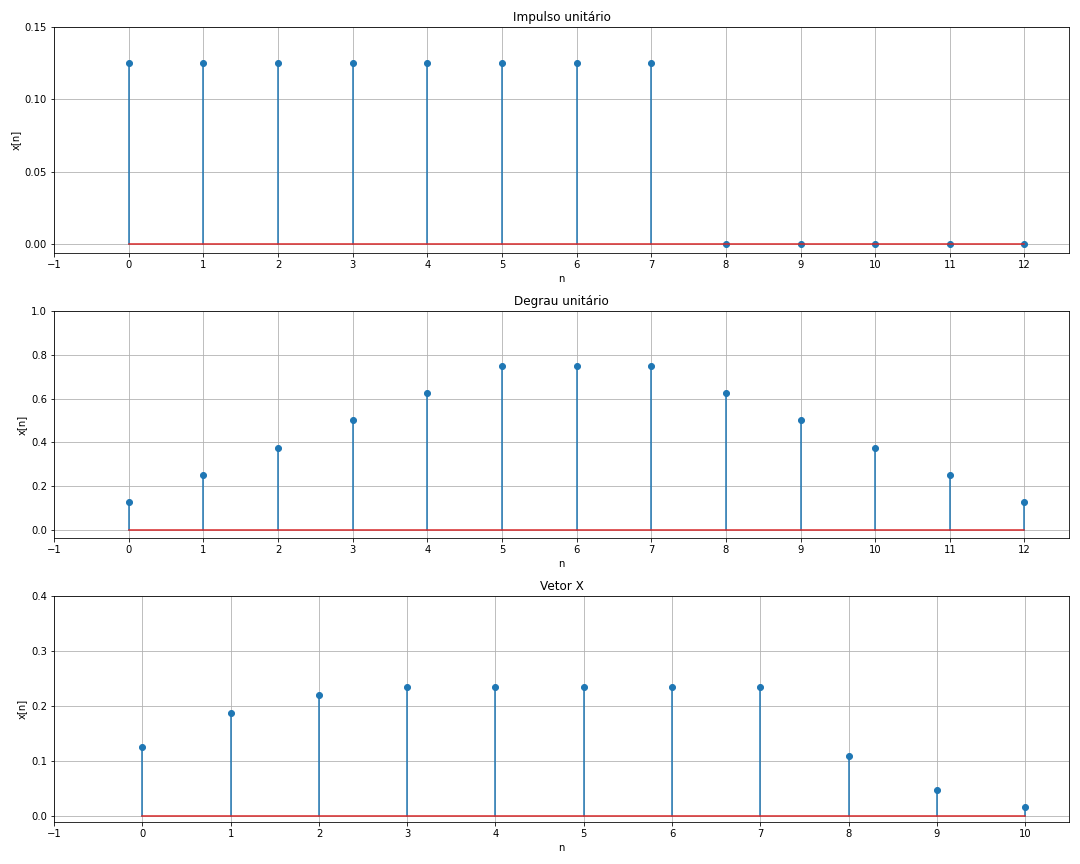 Impulso unitário
0.15
0.10
0.05
0.00
x[n]
−1 0 1 2 3 4 5 6 7 8 9 10 11 12
n
Degrau unitário
1.0
0.8
0.6
0.4
0.2
0.0
x[n]
−1 0 1 2 3 4 5 6 7 8 9 10 11 12
n
Vetor X
0.4
0.3
0.2
0.1
0.0
x[n]
−1 0 1 2 3 4 5 6 7 8 9 10
n